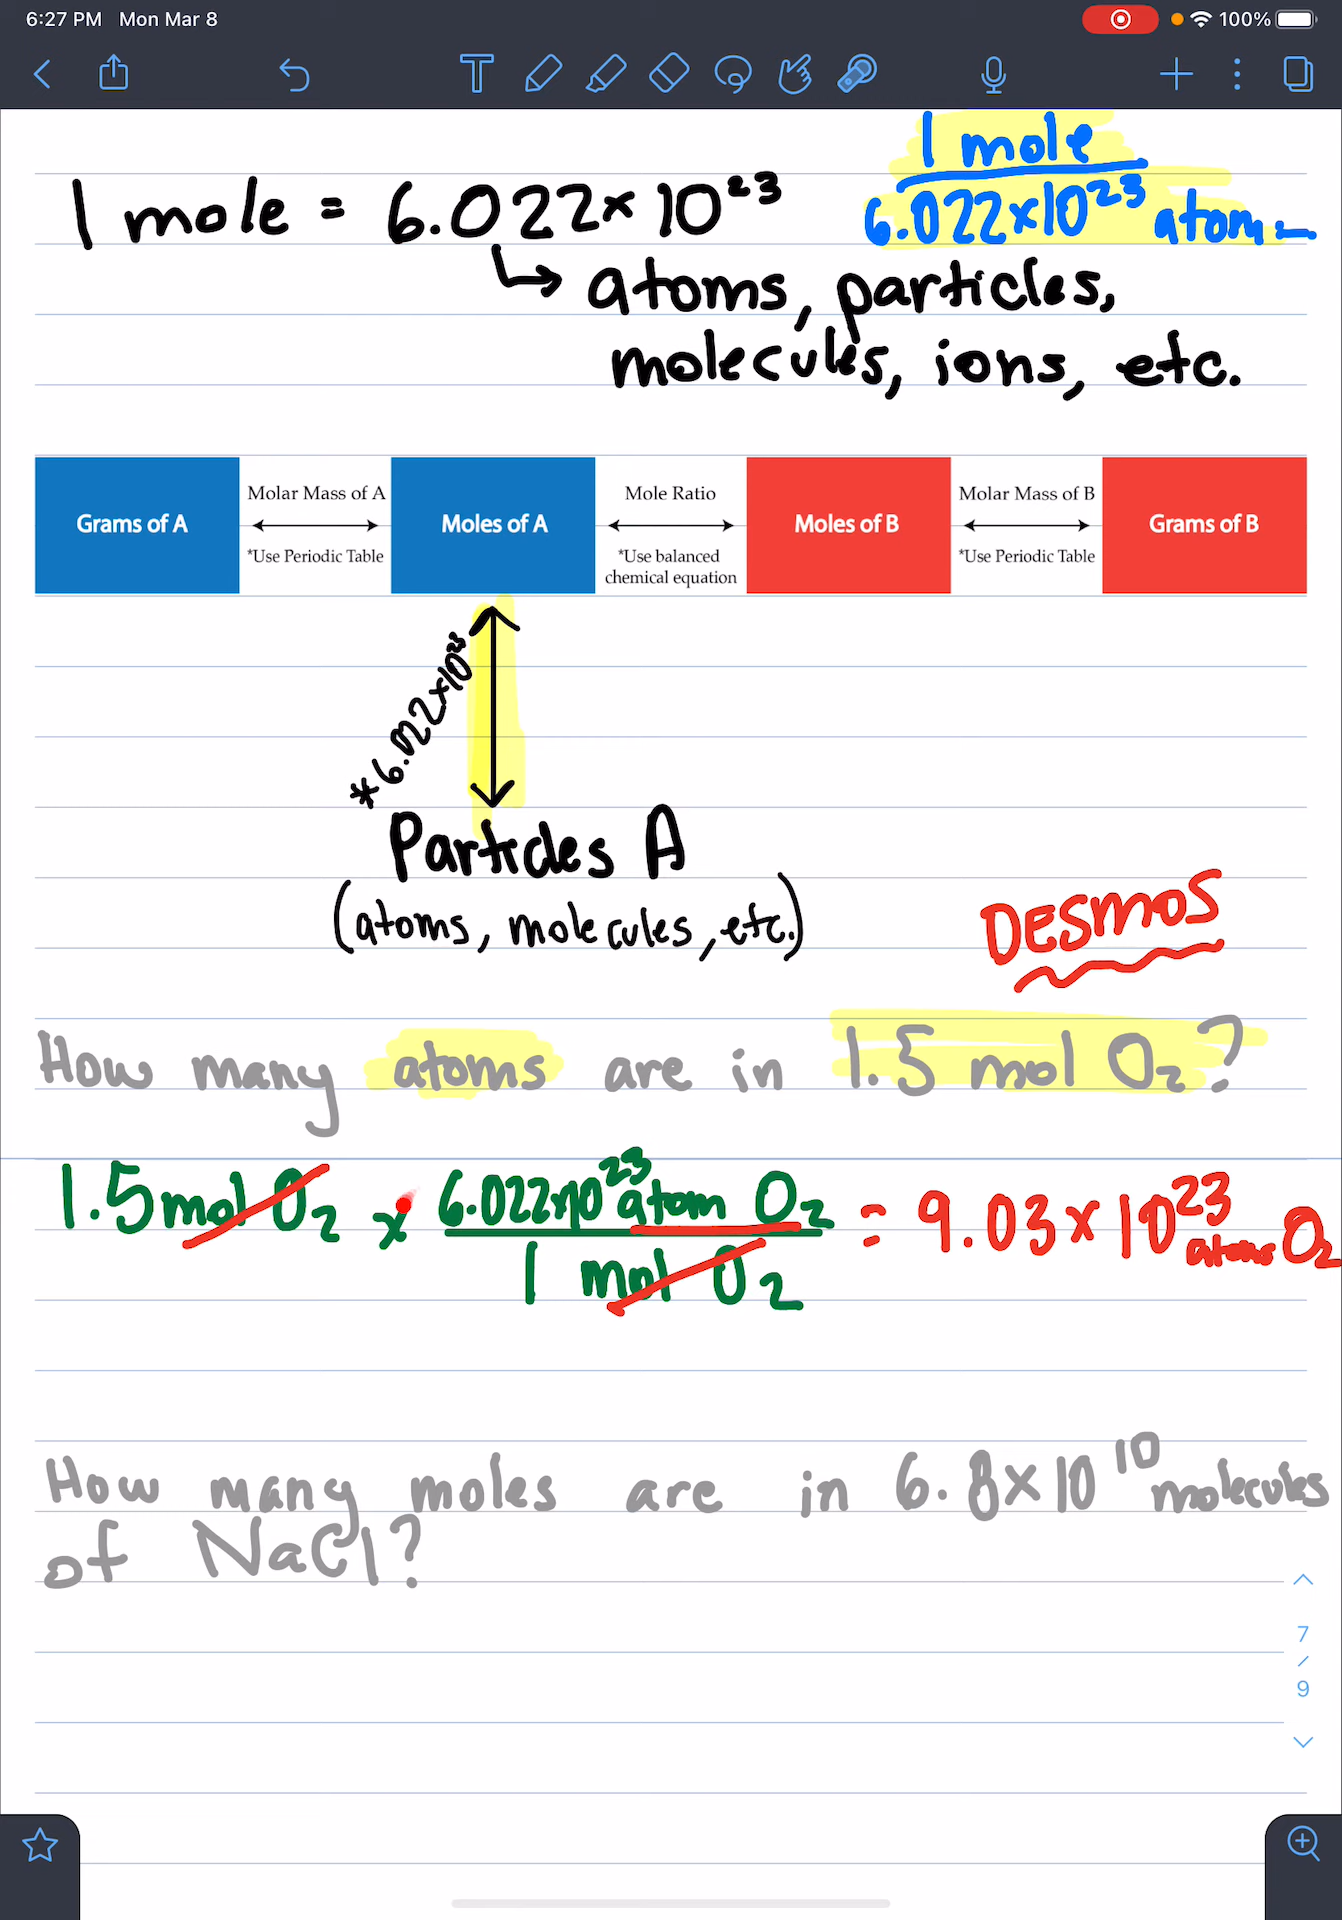 6:27 PM Mon Mar 8
100%
1 mole
1 mole = 6.022×10²³
6.022×10²³ atoms
↳ atoms, particles,
molecules, ions, etc.
Grams of A
Molar Mass of A
*Use Periodic Table
Moles of A
Mole Ratio
*Use balanced
chemical equation
Moles of B
Molar Mass of B
*Use Periodic Table
Grams of B
*6.022×10²³
Particles A
(atoms, molecules, etc.)
DESMOS
How many atoms are in 1.5 mol O₂?
1.5 mol O₂ × 6.022×10²³ atom O₂ = 9.03×10²³ atoms O₂
1 mol O₂
How many moles are in 6.8×10¹⁰ molecules
of NaCl?
7
/
9